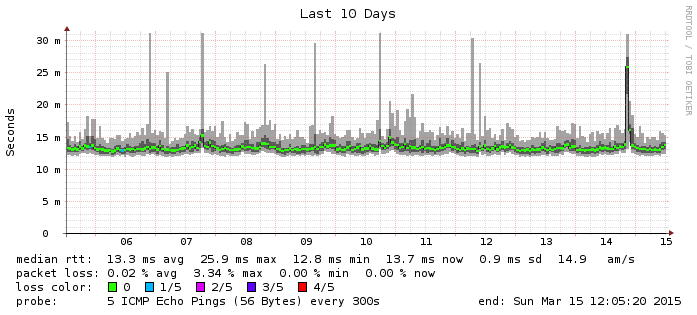 Last 10 Days
RRDTOOL / TOBI OETIKER
Seconds
30 m
25 m
20 m
15 m
10 m
5 m
0
06 07 08 09 10 11 12 13 14 15
median rtt: 13.3 ms avg 25.9 ms max 12.8 ms min 13.7 ms now 0.9 ms sd 14.9 am/s
packet loss: 0.02 % avg 3.34 % max 0.00 % min 0.00 % now
loss color: 0 1/5 2/5 3/5 4/5
probe: 5 ICMP Echo Pings (56 Bytes) every 300s end: Sun Mar 15 12:05:20 2015